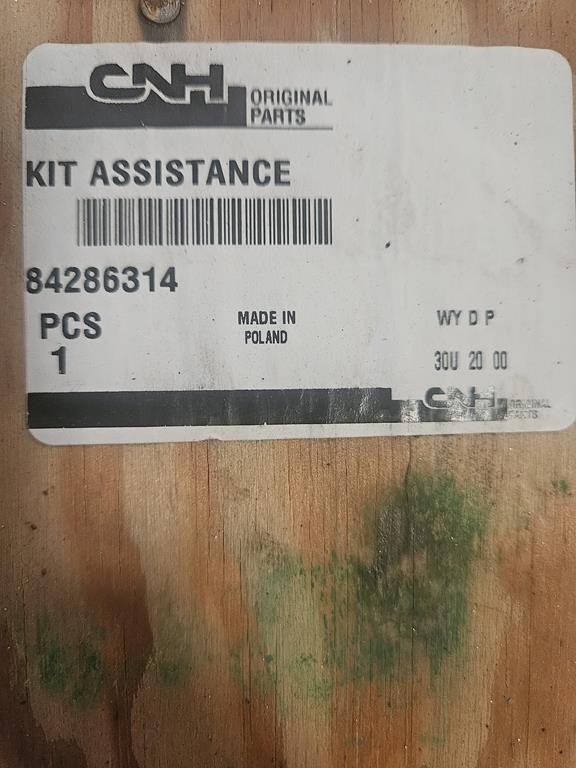 CNH
ORIGINAL
PARTS
KIT ASSISTANCE
84286314
PCS
1
MADE IN
POLAND
WY D P
30U 20 00
CNH ORIGINAL
PARTS